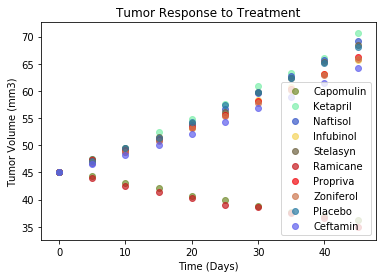 Tumor Response to Treatment
Tumor Volume (mm3)
70
65
60
55
50
45
40
35
Capomulin
Ketapril
Naftisol
Infubinol
Stelasyn
Ramicane
Propriva
Zoniferol
Placebo
Ceftamin
0
10
20
30
40
Time (Days)